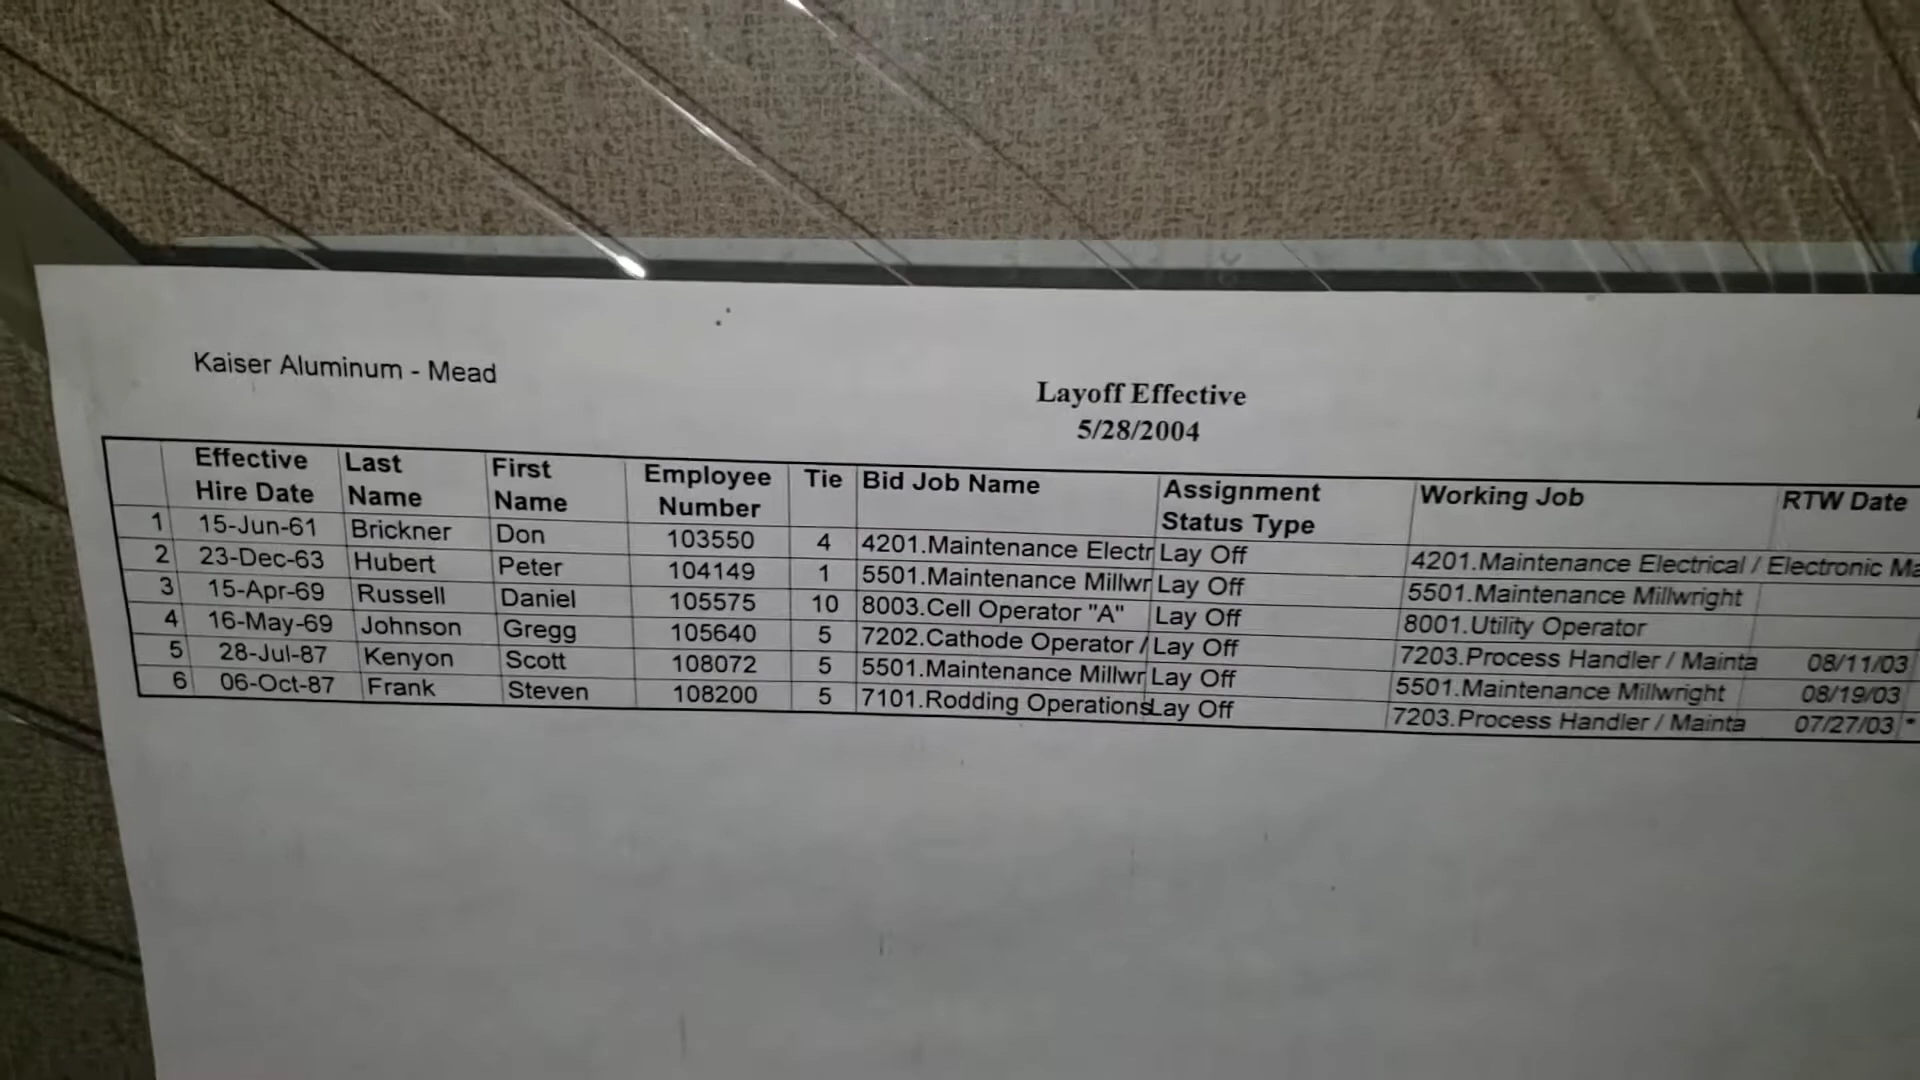 Kaiser Aluminum - Mead
Layoff Effective
5/28/2004
Effective Hire Date Last Name First Name Employee Number Tie Bid Job Name Assignment Status Type Working Job RTW Date
1 15-Jun-61 Brickner Don 103550 4 4201.Maintenance Electr Lay Off 4201.Maintenance Electrical / Electronic Ma
2 23-Dec-63 Hubert Peter 104149 1 5501.Maintenance Millwr Lay Off 5501.Maintenance Millwright
3 15-Apr-69 Russell Daniel 105575 10 8003.Cell Operator "A" Lay Off 8001.Utility Operator
4 16-May-69 Johnson Gregg 105640 5 7202.Cathode Operator / Lay Off 7203.Process Handler / Mainta 08/11/03
5 28-Jul-87 Kenyon Scott 108072 5 5501.Maintenance Millwr Lay Off 5501.Maintenance Millwright 08/19/03
6 06-Oct-87 Frank Steven 108200 5 7101.Rodding Operations Lay Off 7203.Process Handler / Mainta 07/27/03 *